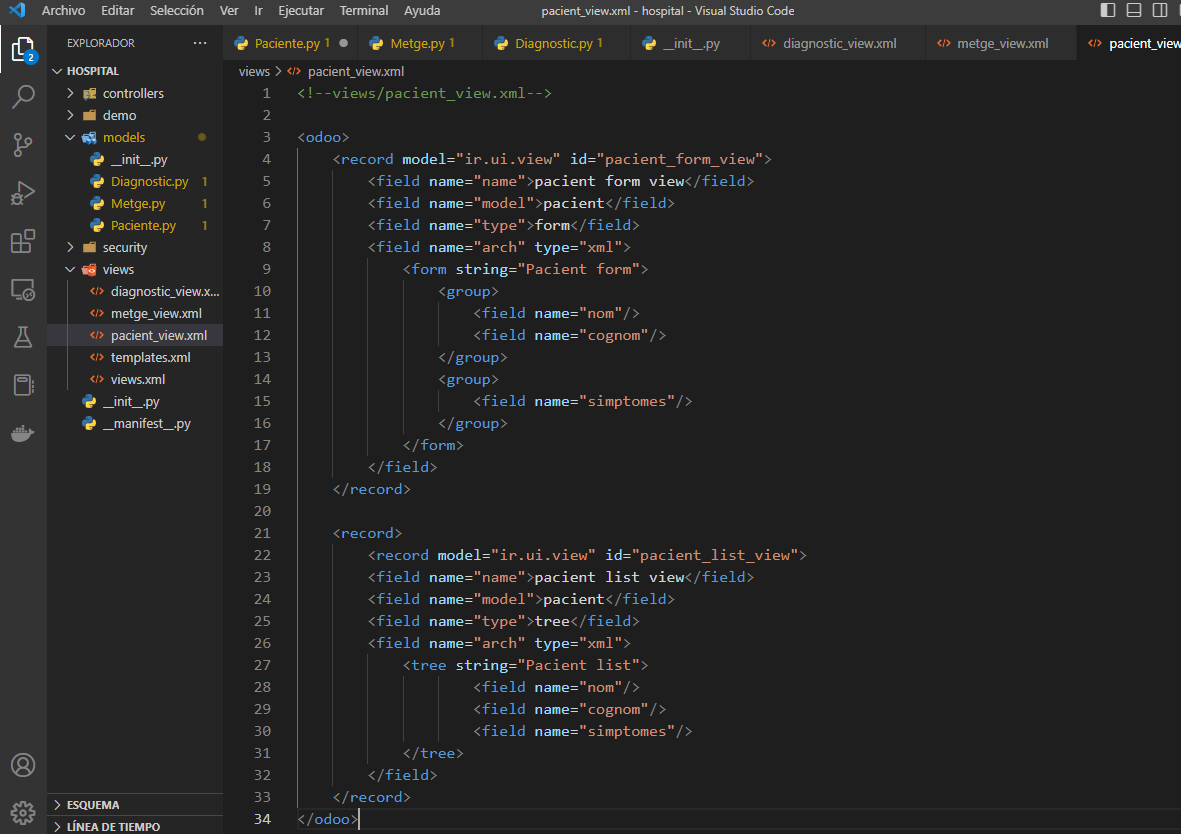 Archivo Editar Selección Ver Ir Ejecutar Terminal Ayuda pacient_view.xml - hospital - Visual Studio Code
EXPLORADOR ...
Paciente.py 1 Metge.py 1 Diagnostic.py 1 __init__.py diagnostic_view.xml metge_view.xml pacient_view
2
HOSPITAL
controllers
demo
models
__init__.py
Diagnostic.py 1
Metge.py 1
Paciente.py 1
security
views
diagnostic_view.x...
metge_view.xml
pacient_view.xml
templates.xml
views.xml
__init__.py
__manifest__.py
ESQUEMA
LÍNEA DE TIEMPO
views > pacient_view.xml
1 <!--views/pacient_view.xml-->
2
3 <odoo>
4 <record model="ir.ui.view" id="pacient_form_view">
5 <field name="name">pacient form view</field>
6 <field name="model">pacient</field>
7 <field name="type">form</field>
8 <field name="arch" type="xml">
9 <form string="Pacient form">
10 <group>
11 <field name="nom"/>
12 <field name="cognom"/>
13 </group>
14 <group>
15 <field name="simptomes"/>
16 </group>
17 </form>
18 </field>
19 </record>
20
21 <record>
22 <record model="ir.ui.view" id="pacient_list_view">
23 <field name="name">pacient list view</field>
24 <field name="model">pacient</field>
25 <field name="type">tree</field>
26 <field name="arch" type="xml">
27 <tree string="Pacient list">
28 <field name="nom"/>
29 <field name="cognom"/>
30 <field name="simptomes"/>
31 </tree>
32 </field>
33 </record>
34 </odoo>